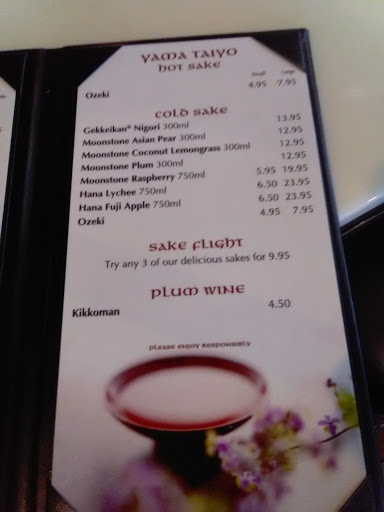 YAMA TAIYO
HOT SAKE
Small Large
Ozeki 4.95 7.95
COLD SAKE
Gekkeikan® Nigori 300ml 13.95
Moonstone Asian Pear 300ml 12.95
Moonstone Coconut Lemongrass 300ml 12.95
Moonstone Plum 300ml 12.95
Moonstone Raspberry 750ml 5.95 19.95
Hana Lychee 750ml 6.50 23.95
Hana Fuji Apple 750ml 6.50 23.95
Ozeki 4.95 7.95
SAKE FLIGHT
Try any 3 of our delicious sakes for 9.95
PLUM WINE
Kikkoman 4.50
PLEASE ENJOY RESPONSIBLY